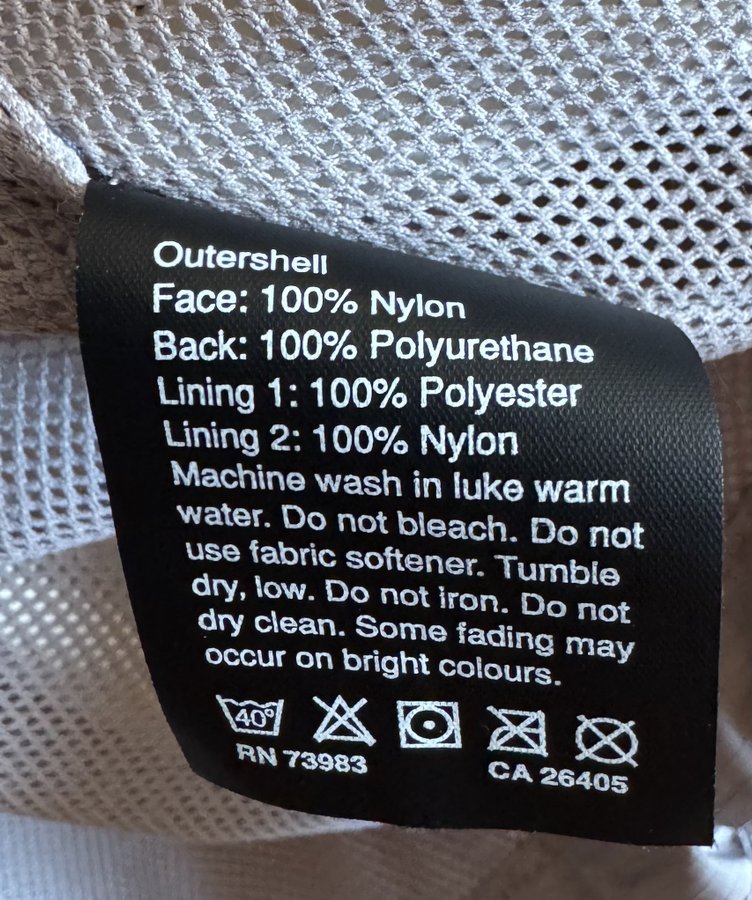 Outershell
Face: 100% Nylon
Back: 100% Polyurethane
Lining 1: 100% Polyester
Lining 2: 100% Nylon
Machine wash in luke warm
water. Do not bleach. Do not
use fabric softener. Tumble
dry, low. Do not iron. Do not
dry clean. Some fading may
occur on bright colours.
40°
RN 73983 CA 26405